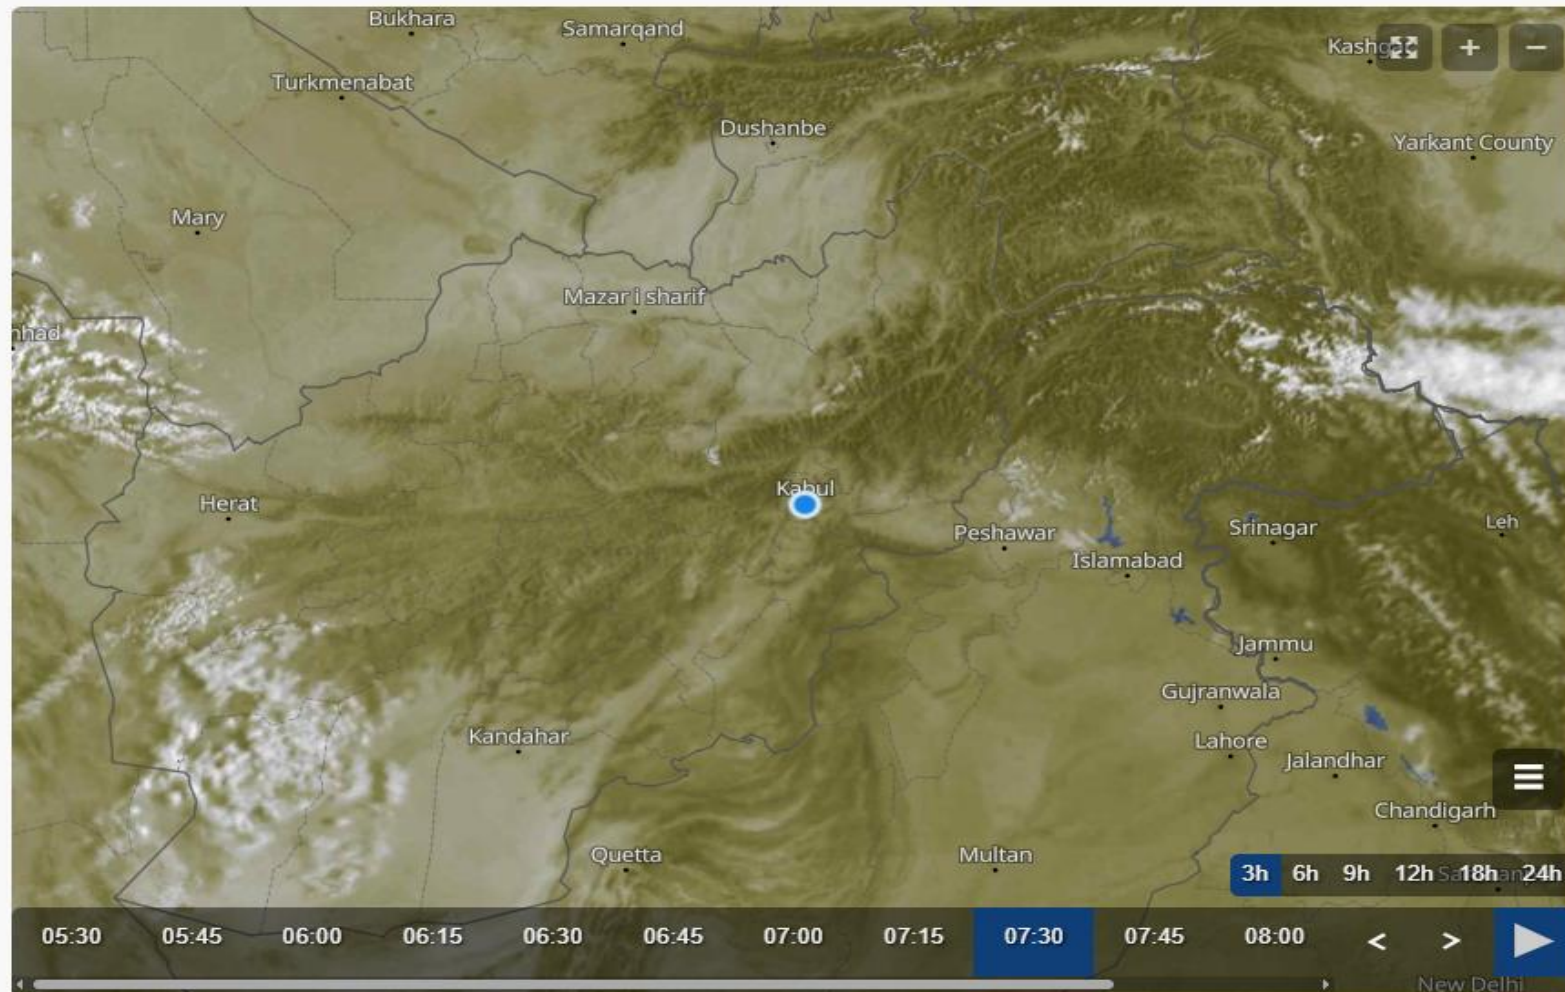 Bukhara
Samarqand
+
−
Turkmenabat
Dushanbe
Yarkant County
Mary
Mazar i sharif
Kabul
Herat
Peshawar
Srinagar
Leh
Islamabad
Jammu
Gujranwala
Kandahar
Lahore
Jalandhar
Chandigarh
Quetta
Multan
3h 6h 9h 12h 18h 24h
05:30 05:45 06:00 06:15 06:30 06:45 07:00 07:15 07:30 07:45 08:00 < >
New Delhi